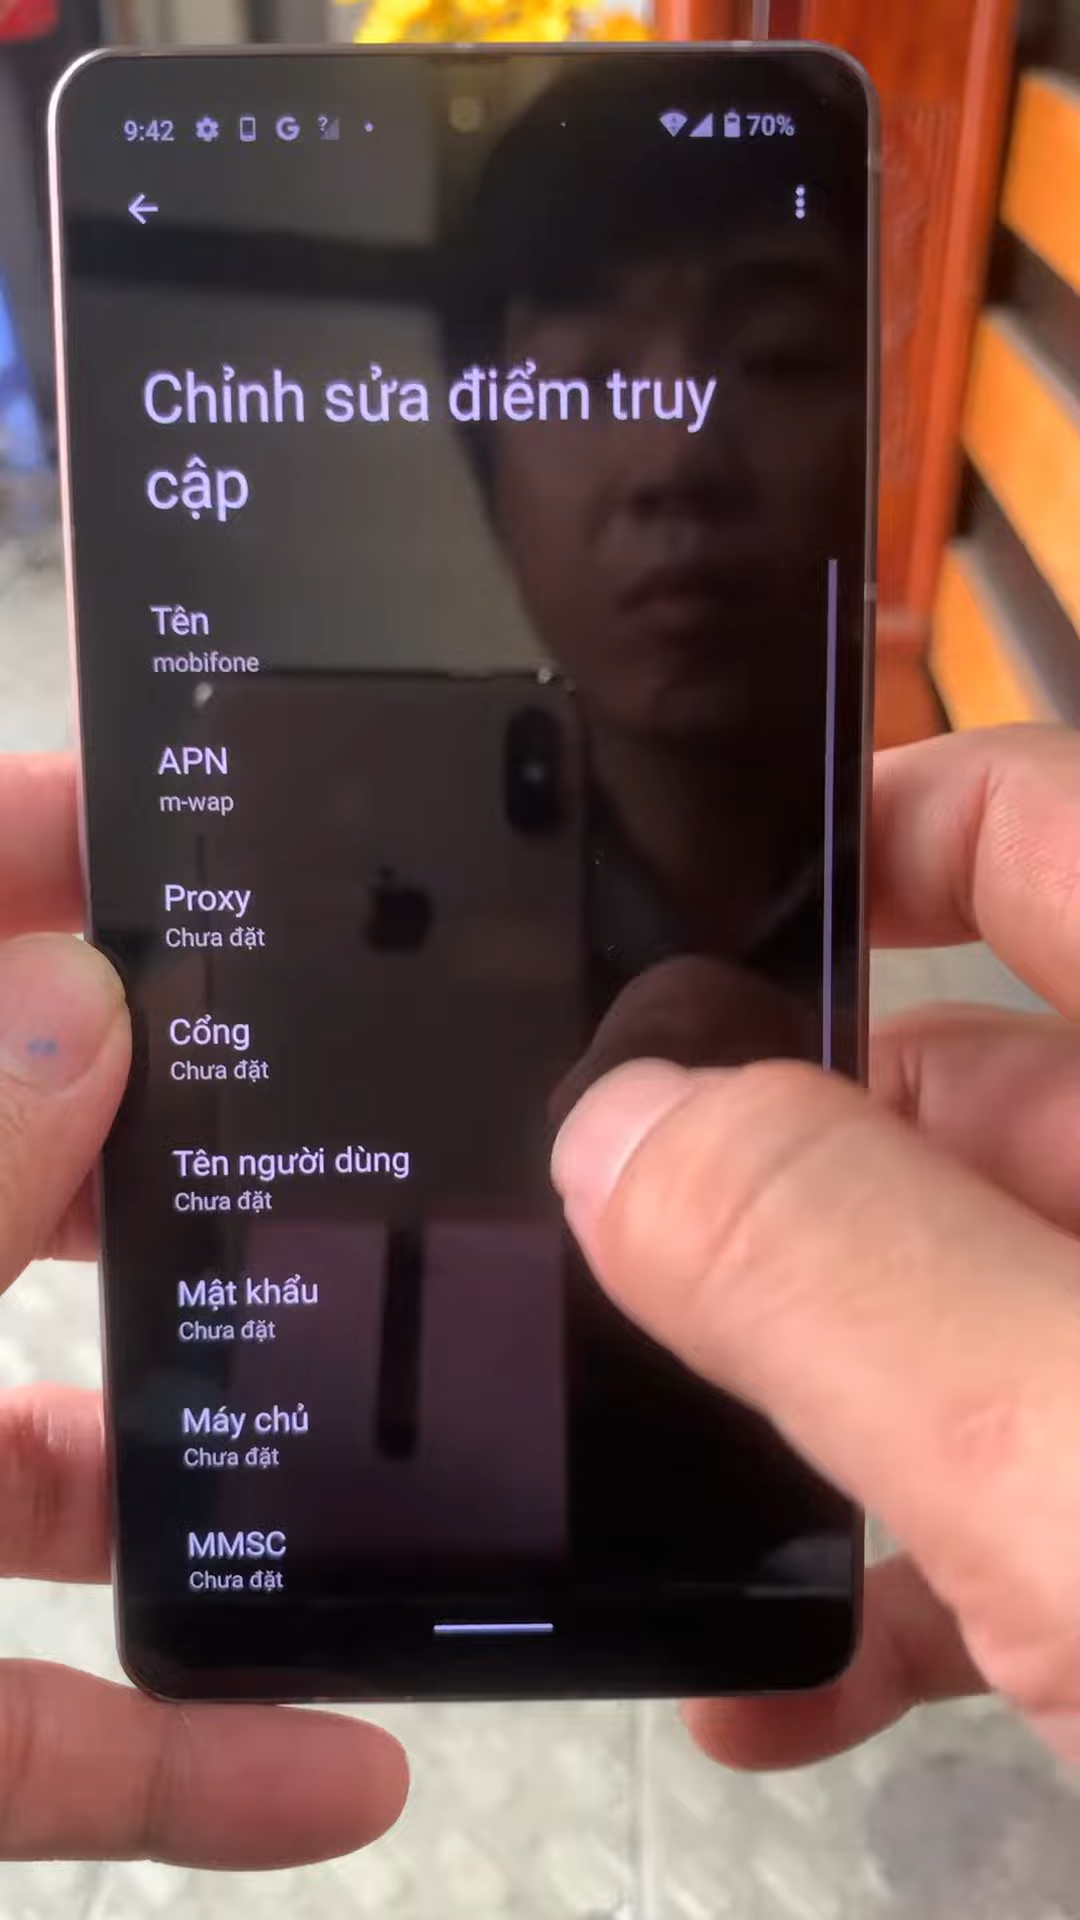 9:42 G ? 70%
Chỉnh sửa điểm truy
cập
Tên
mobifone
APN
m-wap
Proxy
Chưa đặt
Cổng
Chưa đặt
Tên người dùng
Chưa đặt
Mật khẩu
Chưa đặt
Máy chủ
Chưa đặt
MMSC
Chưa đặt